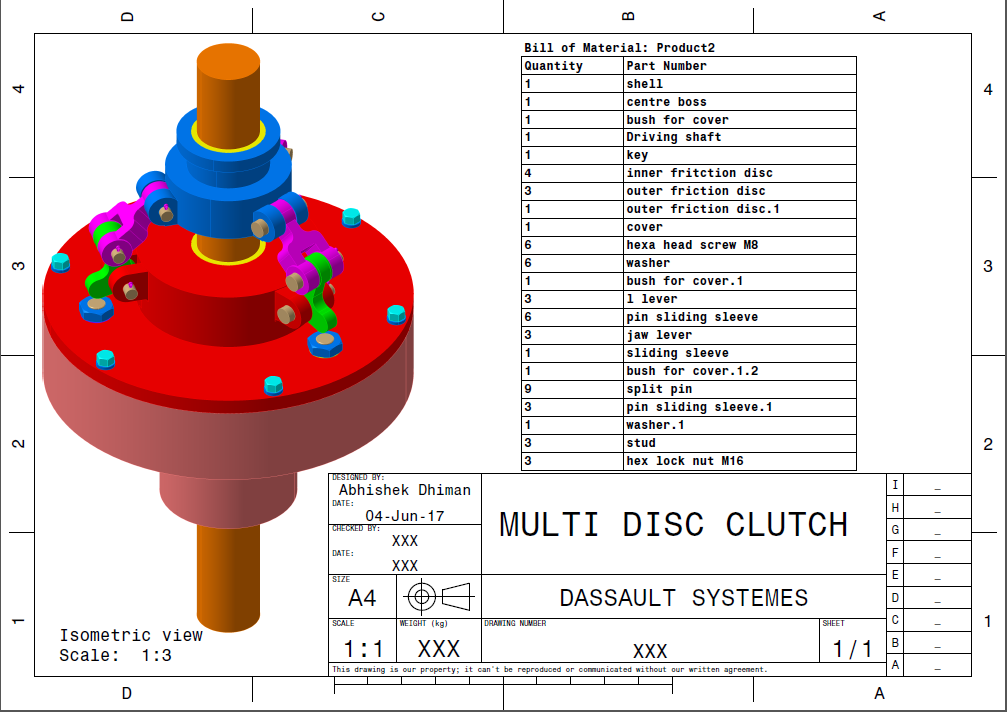 D C B A
4 4
Bill of Material: Product2
Quantity Part Number
1 shell
1 centre boss
1 bush for cover
1 Driving shaft
1 key
4 inner fritction disc
3 outer friction disc
1 outer friction disc.1
1 cover
6 hexa head screw M8
6 washer
1 bush for cover.1
3 l lever
6 pin sliding sleeve
3 jaw lever
1 sliding sleeve
1 bush for cover.1.2
9 split pin
3 pin sliding sleeve.1
1 washer.1
3 stud
3 hex lock nut M16
3 3
2 2
1 1
Isometric view
Scale: 1:3
DESIGNED BY:
Abhishek Dhiman
DATE:
04-Jun-17
CHECKED BY:
XXX
DATE:
XXX
MULTI DISC CLUTCH
SIZE
A4
DASSAULT SYSTEMES
SCALE
1:1
WEIGHT (kg)
XXX
DRAWING NUMBER
XXX
SHEET
1/1
I _
H _
G _
F _
E _
D _
C _
B _
A _
This drawing is our property; it can't be reproduced or communicated without our written agreement.
D A